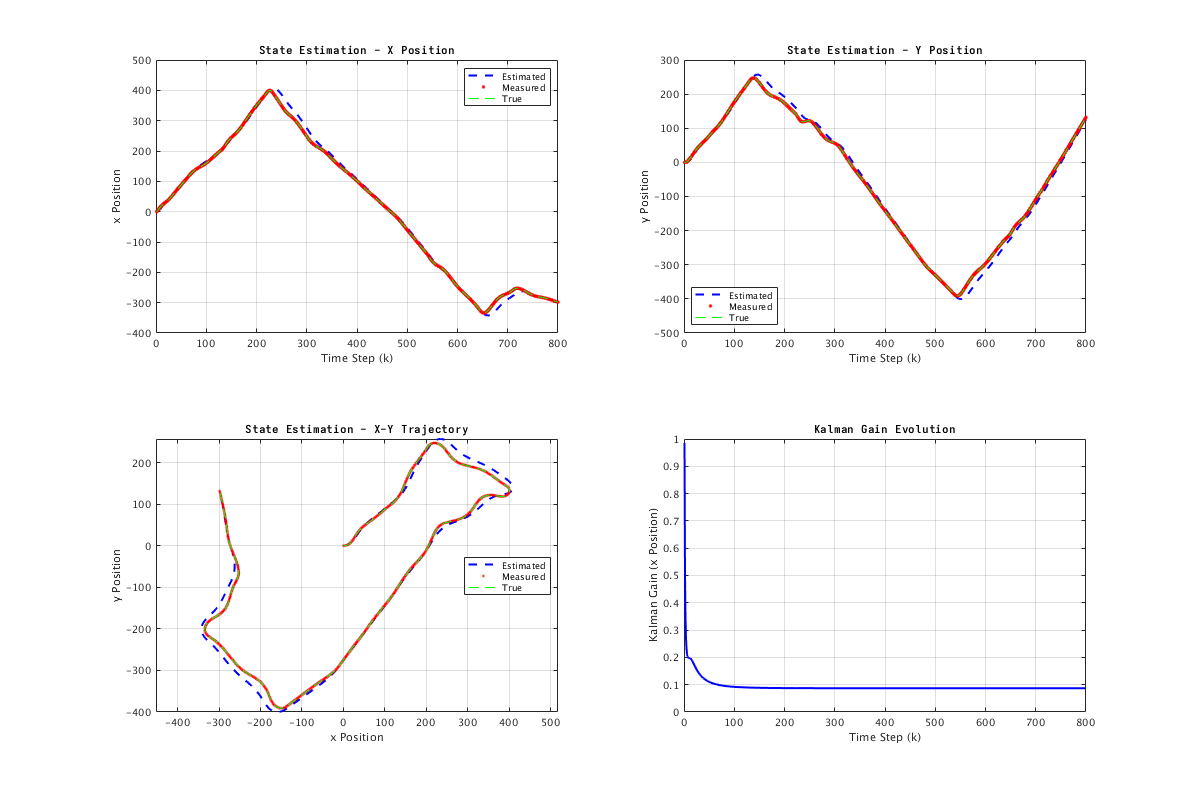 State Estimation - X Position
500
400
300
200
100
0
-100
-200
-300
-400
x Position
0 100 200 300 400 500 600 700 800
Time Step (k)
Estimated
Measured
True
State Estimation - Y Position
300
200
100
0
-100
-200
-300
-400
-500
y Position
0 100 200 300 400 500 600 700 800
Time Step (k)
Estimated
Measured
True
State Estimation - X-Y Trajectory
200
100
0
-100
-200
-300
-400
y Position
-400 -300 -200 -100 0 100 200 300 400 500
x Position
Estimated
Measured
True
Kalman Gain Evolution
1
0.9
0.8
0.7
0.6
0.5
0.4
0.3
0.2
0.1
0
Kalman Gain (x Position)
0 100 200 300 400 500 600 700 800
Time Step (k)